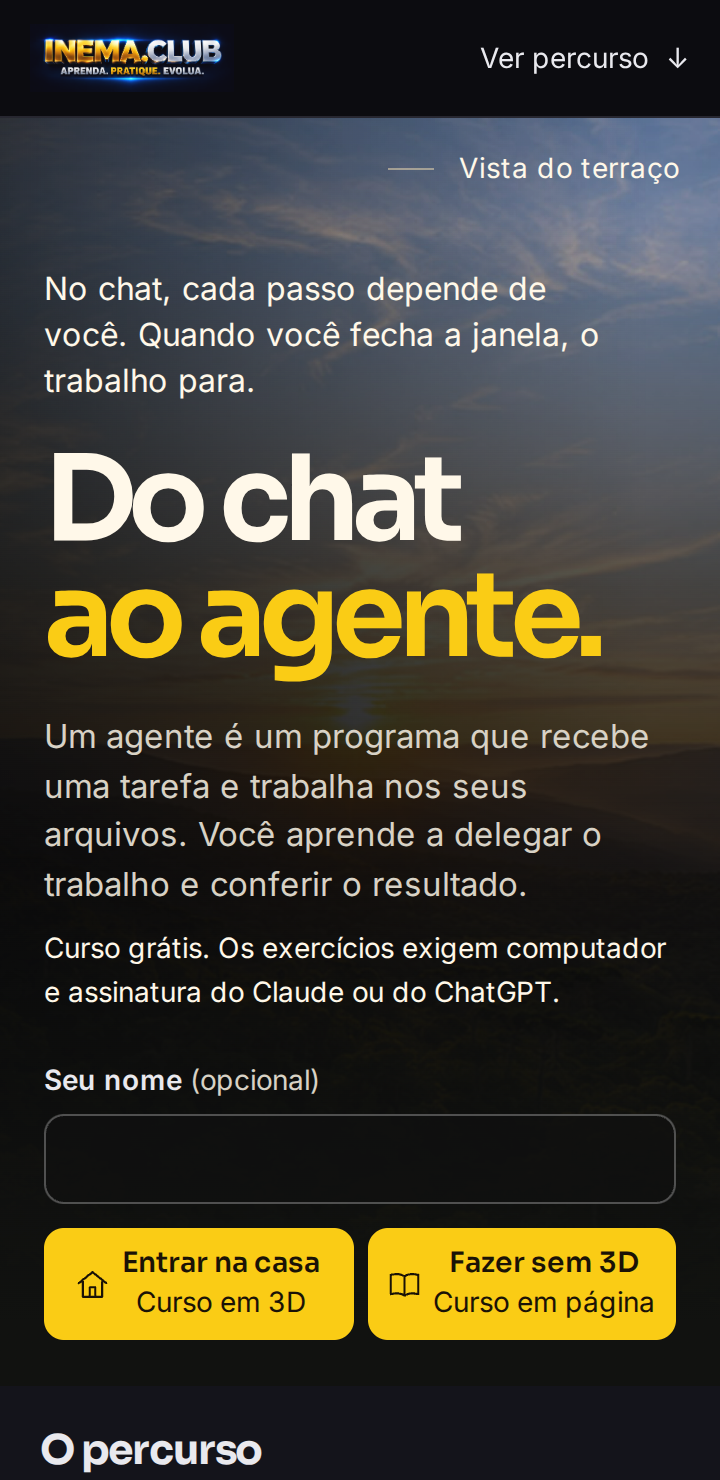 INEMA.CLUB
APRENDA. PRATIQUE. EVOLUA.
Ver percurso ↓
Vista do terraço
No chat, cada passo depende de
você. Quando você fecha a janela, o
trabalho para.
Do chat
ao agente.
Um agente é um programa que recebe
uma tarefa e trabalha nos seus
arquivos. Você aprende a delegar o
trabalho e conferir o resultado.
Curso grátis. Os exercícios exigem computador
e assinatura do Claude ou do ChatGPT.
Seu nome (opcional)
Entrar na casa
Curso em 3D
Fazer sem 3D
Curso em página
O percurso